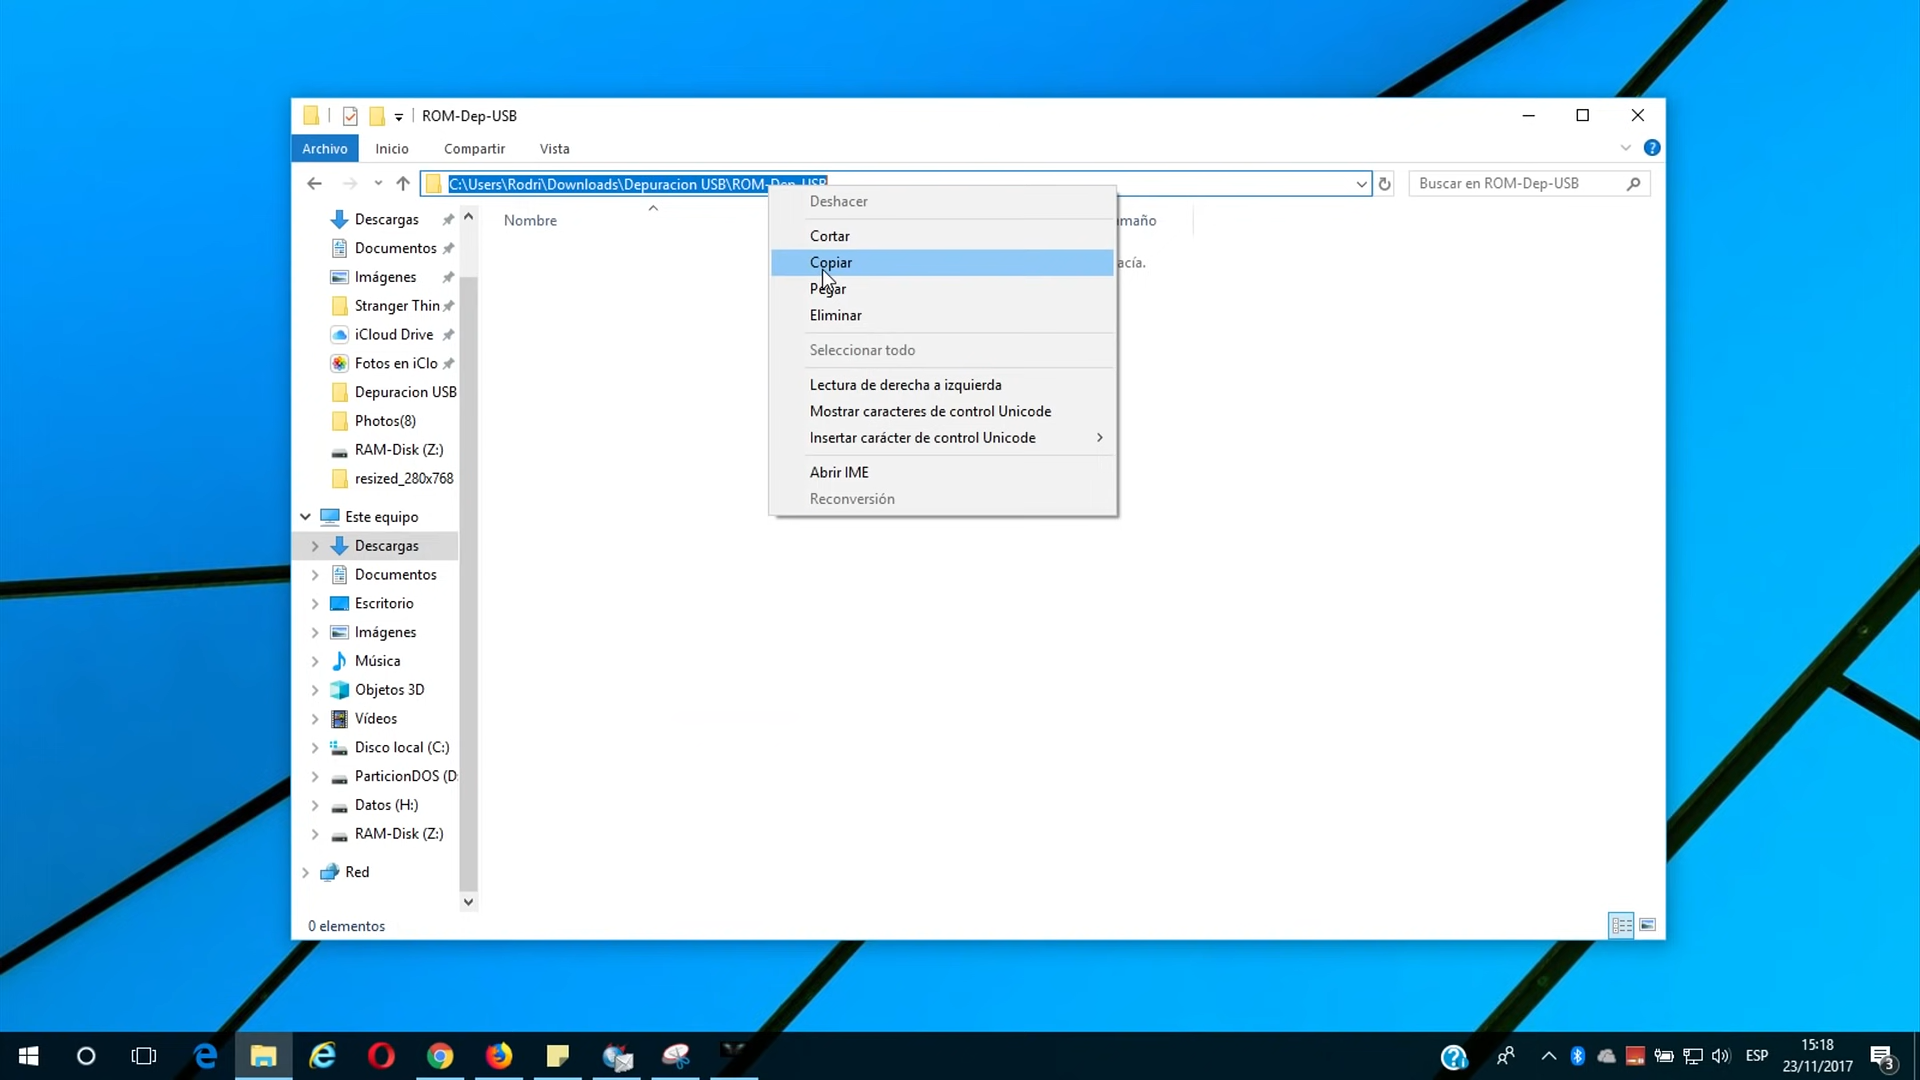 ROM-Dep-USB
Archivo Inicio Compartir Vista
C:\Users\Rodri\Downloads\Depuracion USB\ROM-Dep-USB
Buscar en ROM-Dep-USB
Nombre
amaño
acía.
Deshacer
Cortar
Copiar
Pegar
Eliminar
Seleccionar todo
Lectura de derecha a izquierda
Mostrar caracteres de control Unicode
Insertar carácter de control Unicode
Abrir IME
Reconversión
Descargas
Documentos
Imágenes
Stranger Thin
iCloud Drive
Fotos en iClo
Depuracion USB
Photos(8)
RAM-Disk (Z:)
resized_280x768
Este equipo
Descargas
Documentos
Escritorio
Imágenes
Música
Objetos 3D
Vídeos
Disco local (C:)
ParticionDOS (D:
Datos (H:)
RAM-Disk (Z:)
Red
0 elementos
ESP
15:18
23/11/2017
3